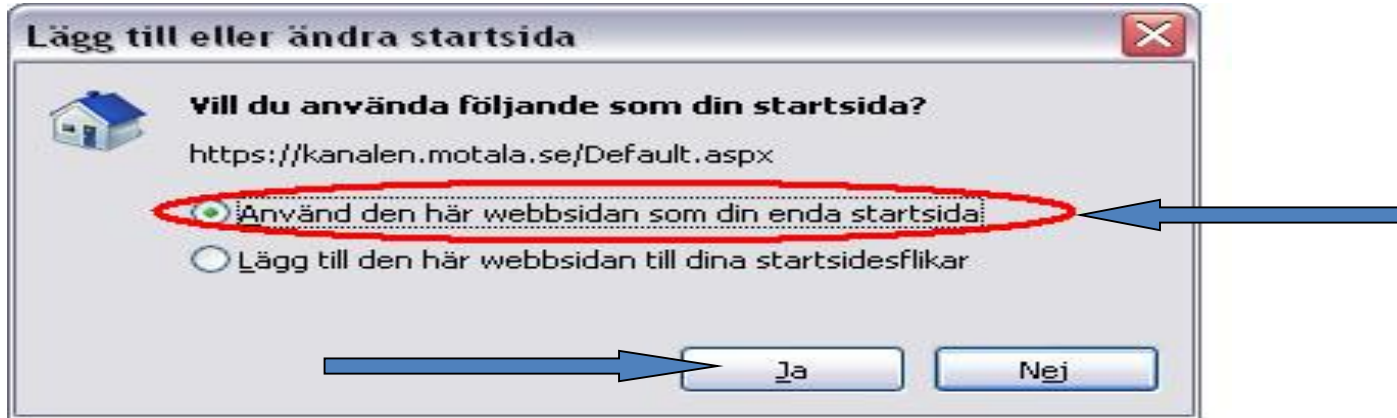 Lägg till eller ändra startsida
Vill du använda följande som din startsida?
https://kanalen.motala.se/Default.aspx
Använd den här webbsidan som din enda startsida
Lägg till den här webbsidan till dina startsidesflikar
Ja
Nej